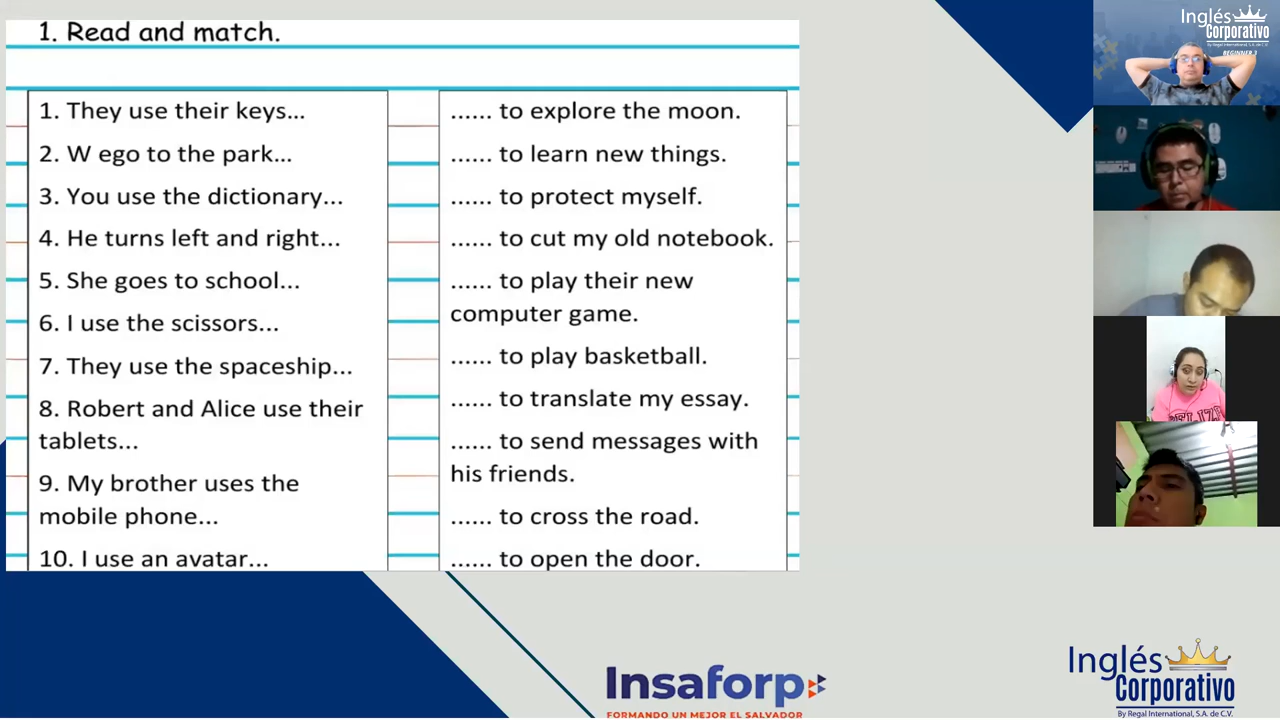 1. Read and match.
1. They use their keys...
2. W ego to the park...
3. You use the dictionary...
4. He turns left and right...
5. She goes to school...
6. I use the scissors...
7. They use the spaceship...
8. Robert and Alice use their
tablets...
9. My brother uses the
mobile phone...
10. I use an avatar...
...... to explore the moon.
...... to learn new things.
...... to protect myself.
...... to cut my old notebook.
...... to play their new
computer game.
...... to play basketball.
...... to translate my essay.
...... to send messages with
his friends.
...... to cross the road.
...... to open the door.
Inglés
Corporativo
By Regal International, S.A. de C.V.
BEGINNER 3
Insaforp
FORMANDO UN MEJOR EL SALVADOR
Inglés
Corporativo
By Regal International, S.A. de C.V.